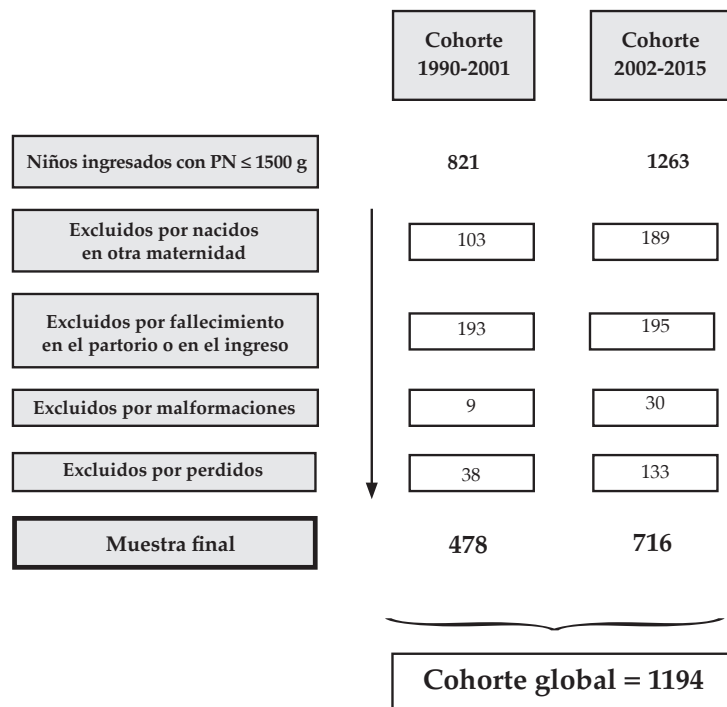 Cohorte
1990-2001
Cohorte
2002-2015
Niños ingresados con PN ≤ 1500 g
821
1263
Excluidos por nacidos
en otra maternidad
103
189
Excluidos por fallecimiento
en el partorio o en el ingreso
193
195
Excluidos por malformaciones
9
30
Excluidos por perdidos
38
133
Muestra final
478
716
Cohorte global = 1194